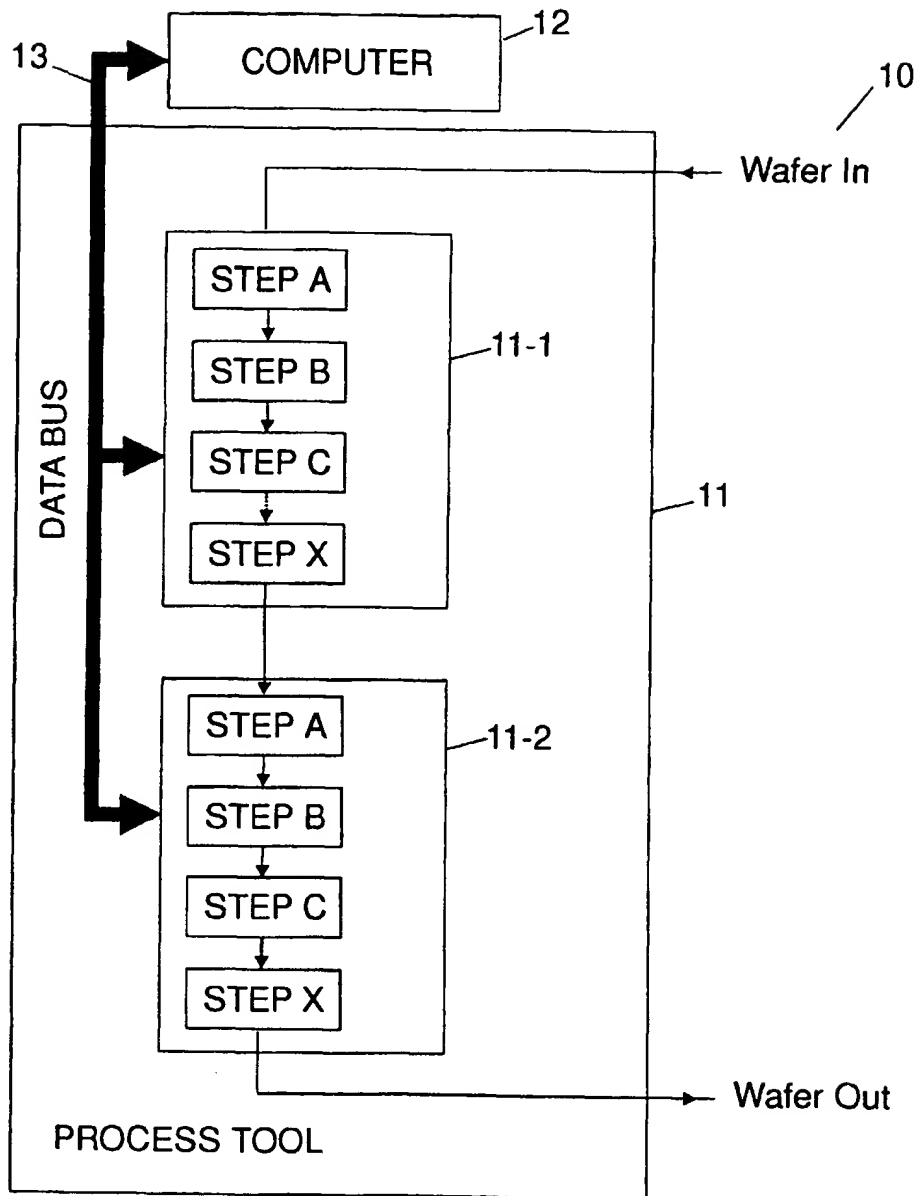 12
13
COMPUTER
10
Wafer In
STEP A
STEP B
11-1
STEP C
STEP X
DATA BUS
11
STEP A
11-2
STEP B
STEP C
STEP X
Wafer Out
PROCESS TOOL